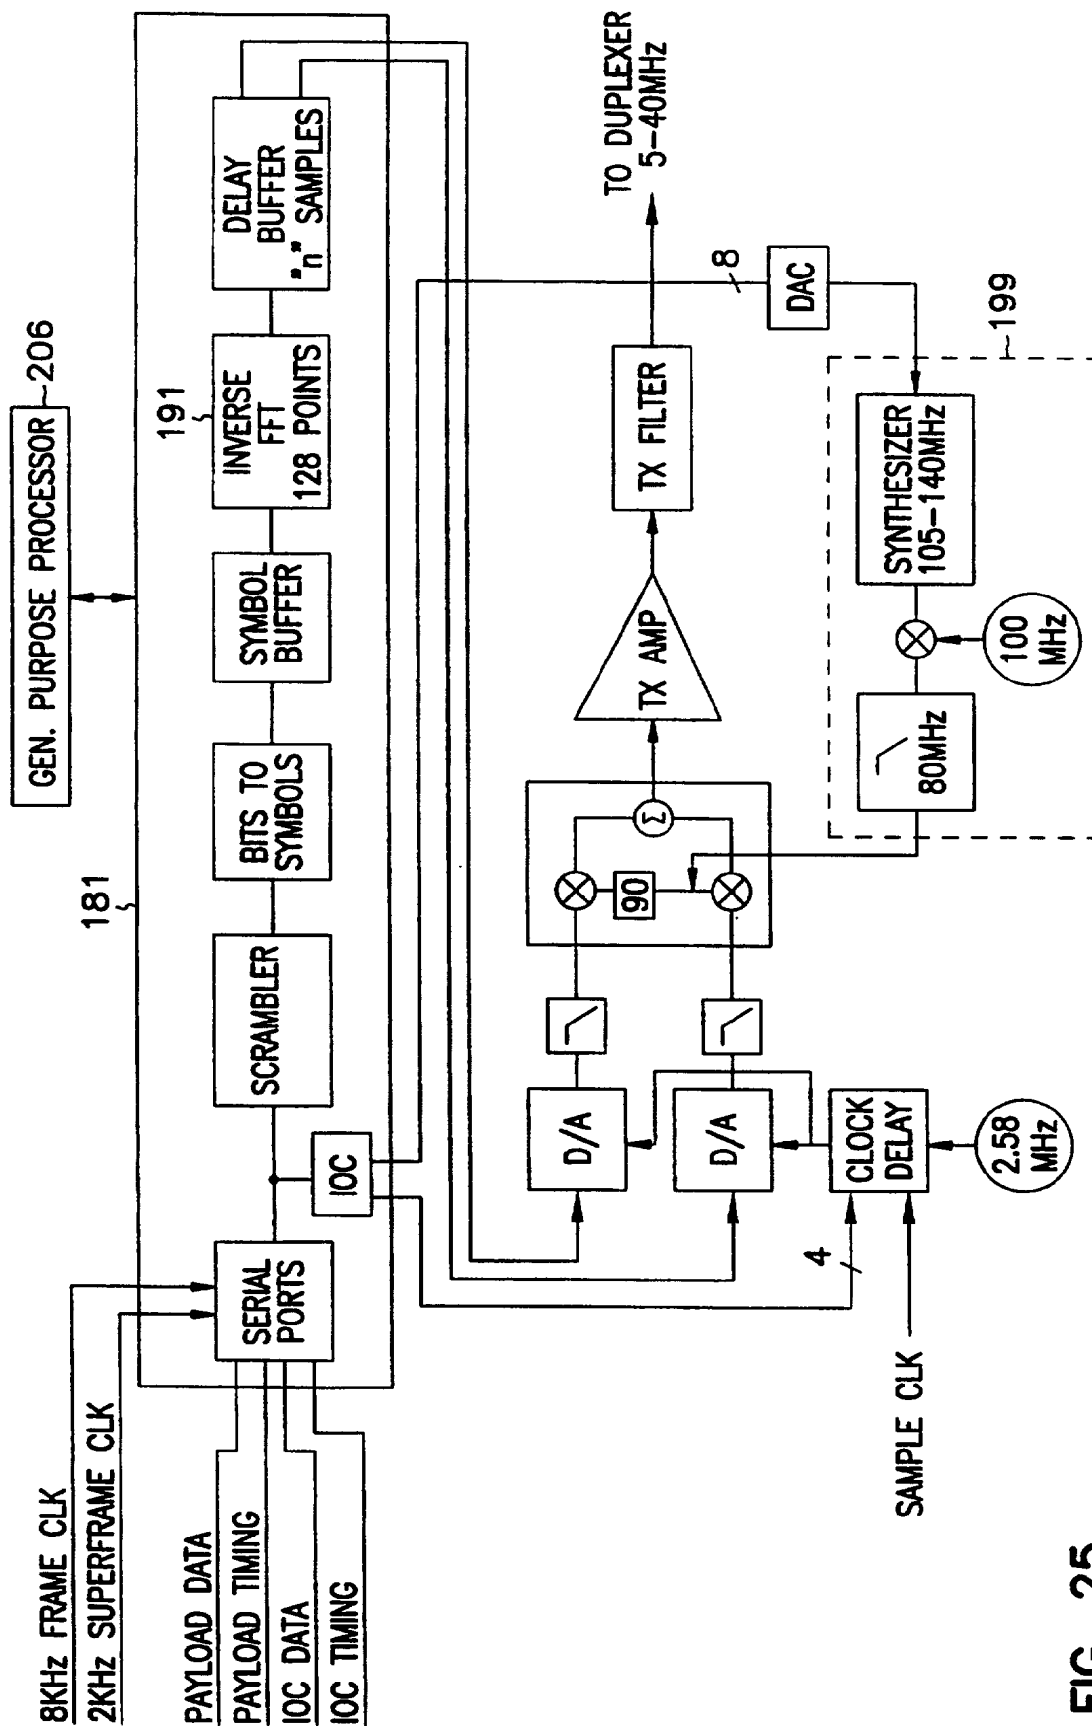 GEN. PURPOSE PROCESSOR
206
181
8KHz FRAME CLK
2KHz SUPERFRAME CLK
PAYLOAD DATA
PAYLOAD TIMING
IOC DATA
IOC TIMING
SERIAL
PORTS
IOC
SCRAMBLER
BITS TO
SYMBOLS
SYMBOL
BUFFER
191
INVERSE
FFT
128 POINTS
DELAY
BUFFER
"n" SAMPLES
D/A
D/A
90
Σ
TX AMP
TX FILTER
TO DUPLEXER
5-40MHz
8
DAC
4
CLOCK
DELAY
2.58
MHz
SAMPLE CLK
80MHz
100
MHz
SYNTHESIZER
105-140MHz
199
FIG. 25